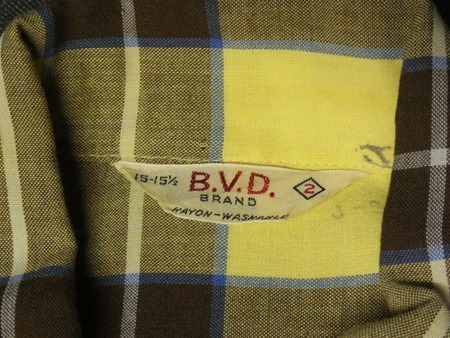 15-15½ B.V.D. 2
BRAND
RAYON-WASHABLE